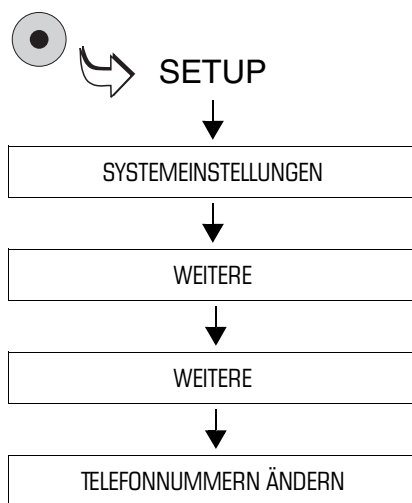 SETUP
SYSTEMEINSTELLUNGEN
WEITERE
WEITERE
TELEFONNUMMERN ÄNDERN